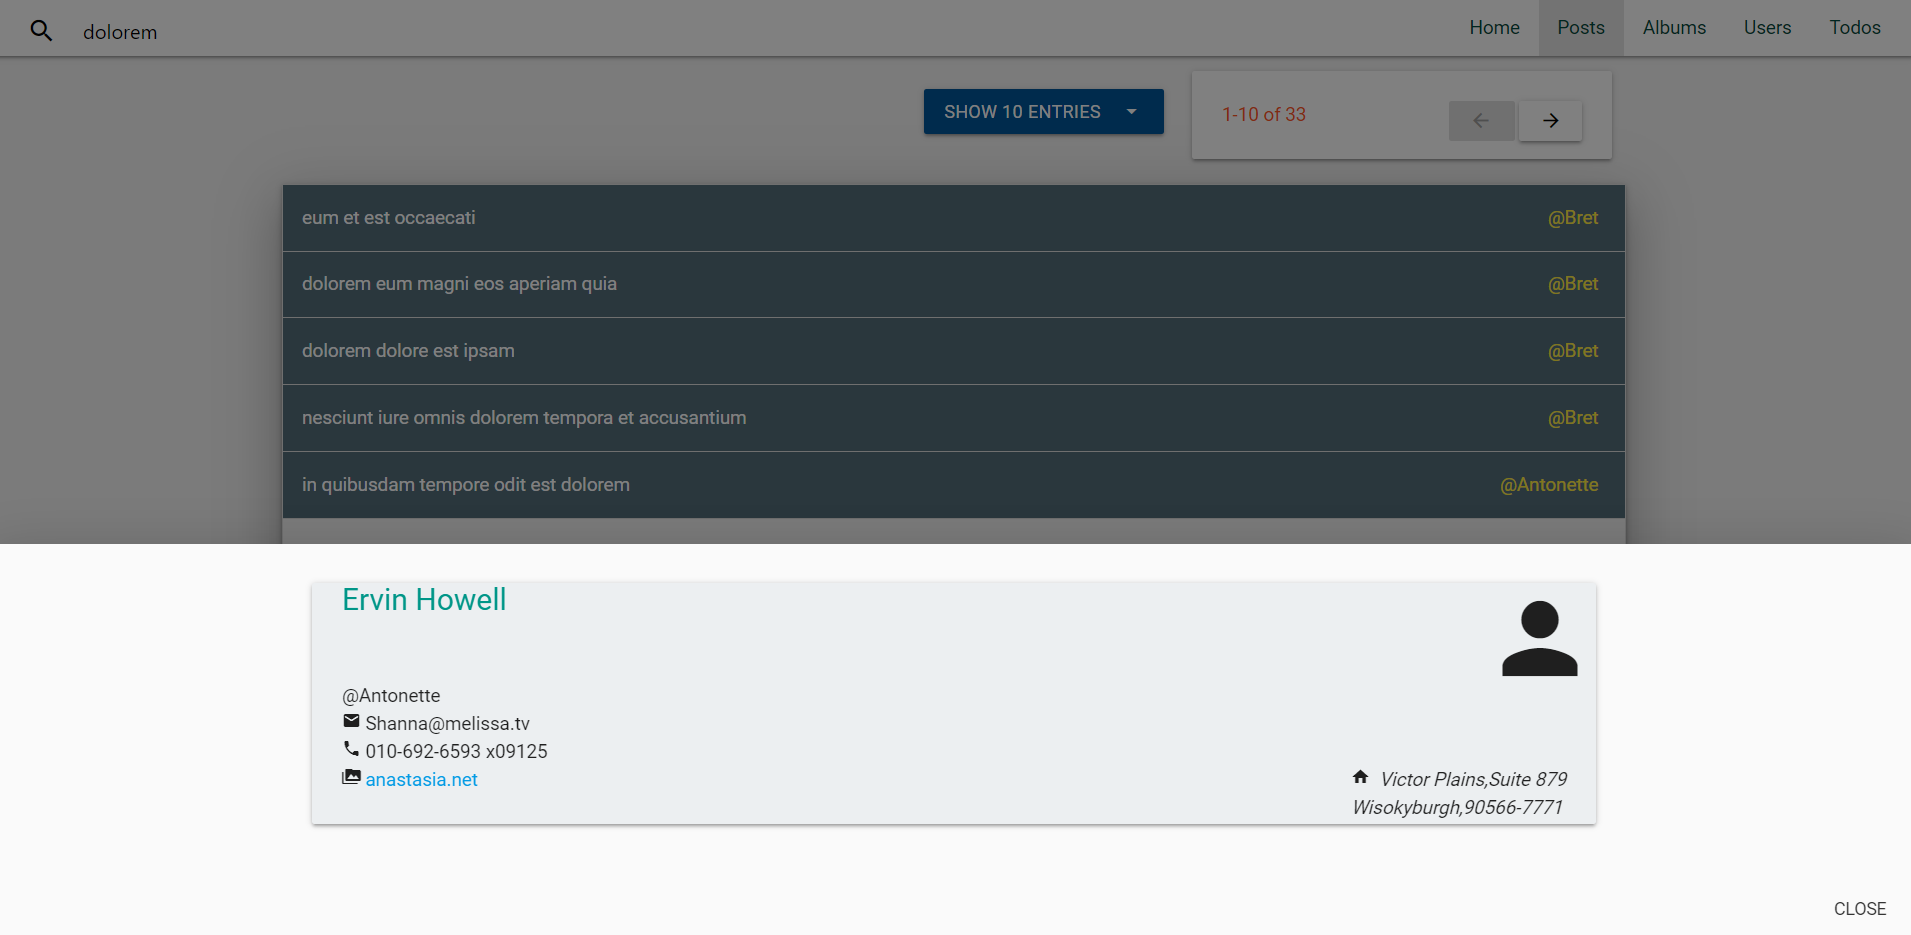 dolorem
Home Posts Albums Users Todos
SHOW 10 ENTRIES
1-10 of 33
eum et est occaecati @Bret
dolorem eum magni eos aperiam quia @Bret
dolorem dolore est ipsam @Bret
nesciunt iure omnis dolorem tempora et accusantium @Bret
in quibusdam tempore odit est dolorem @Antonette
Ervin Howell
@Antonette
Shanna@melissa.tv
010-692-6593 x09125
anastasia.net
Victor Plains,Suite 879
Wisokyburgh,90566-7771
CLOSE